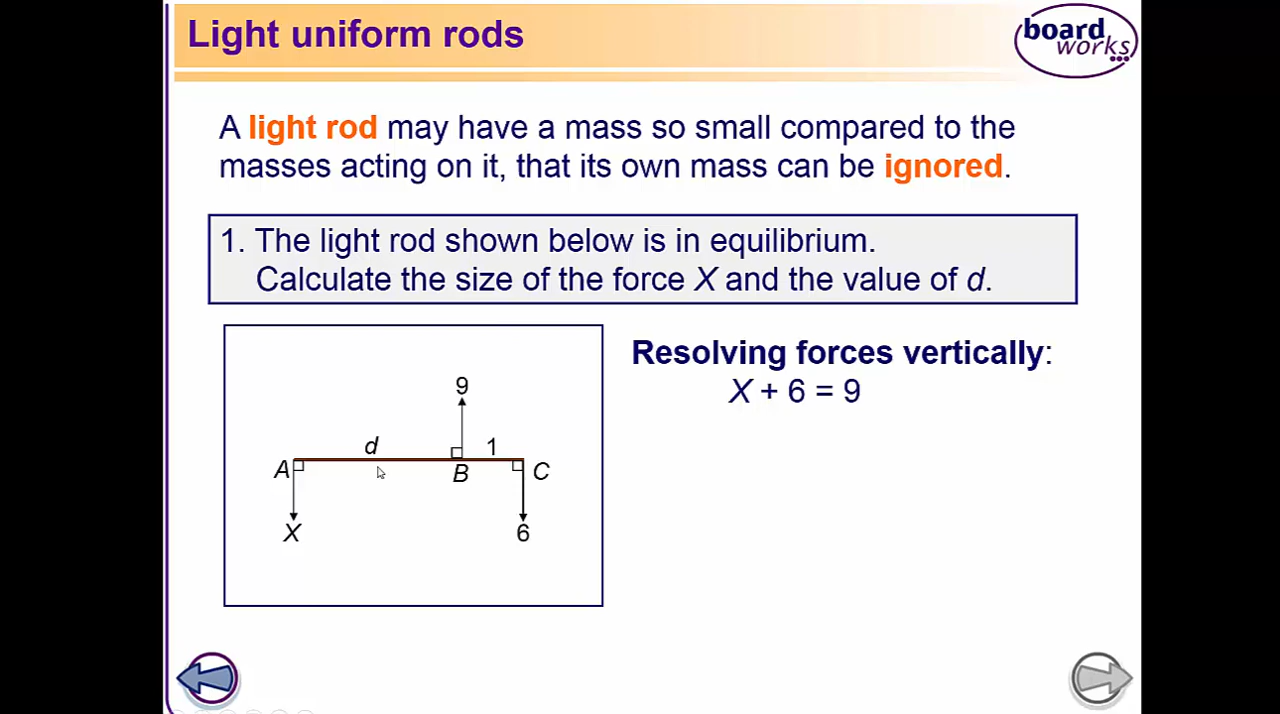 Light uniform rods
board
works
A light rod may have a mass so small compared to the
masses acting on it, that its own mass can be ignored.
1. The light rod shown below is in equilibrium.
Calculate the size of the force X and the value of d.
Resolving forces vertically:
X + 6 = 9
9
d 1
A B C
X 6